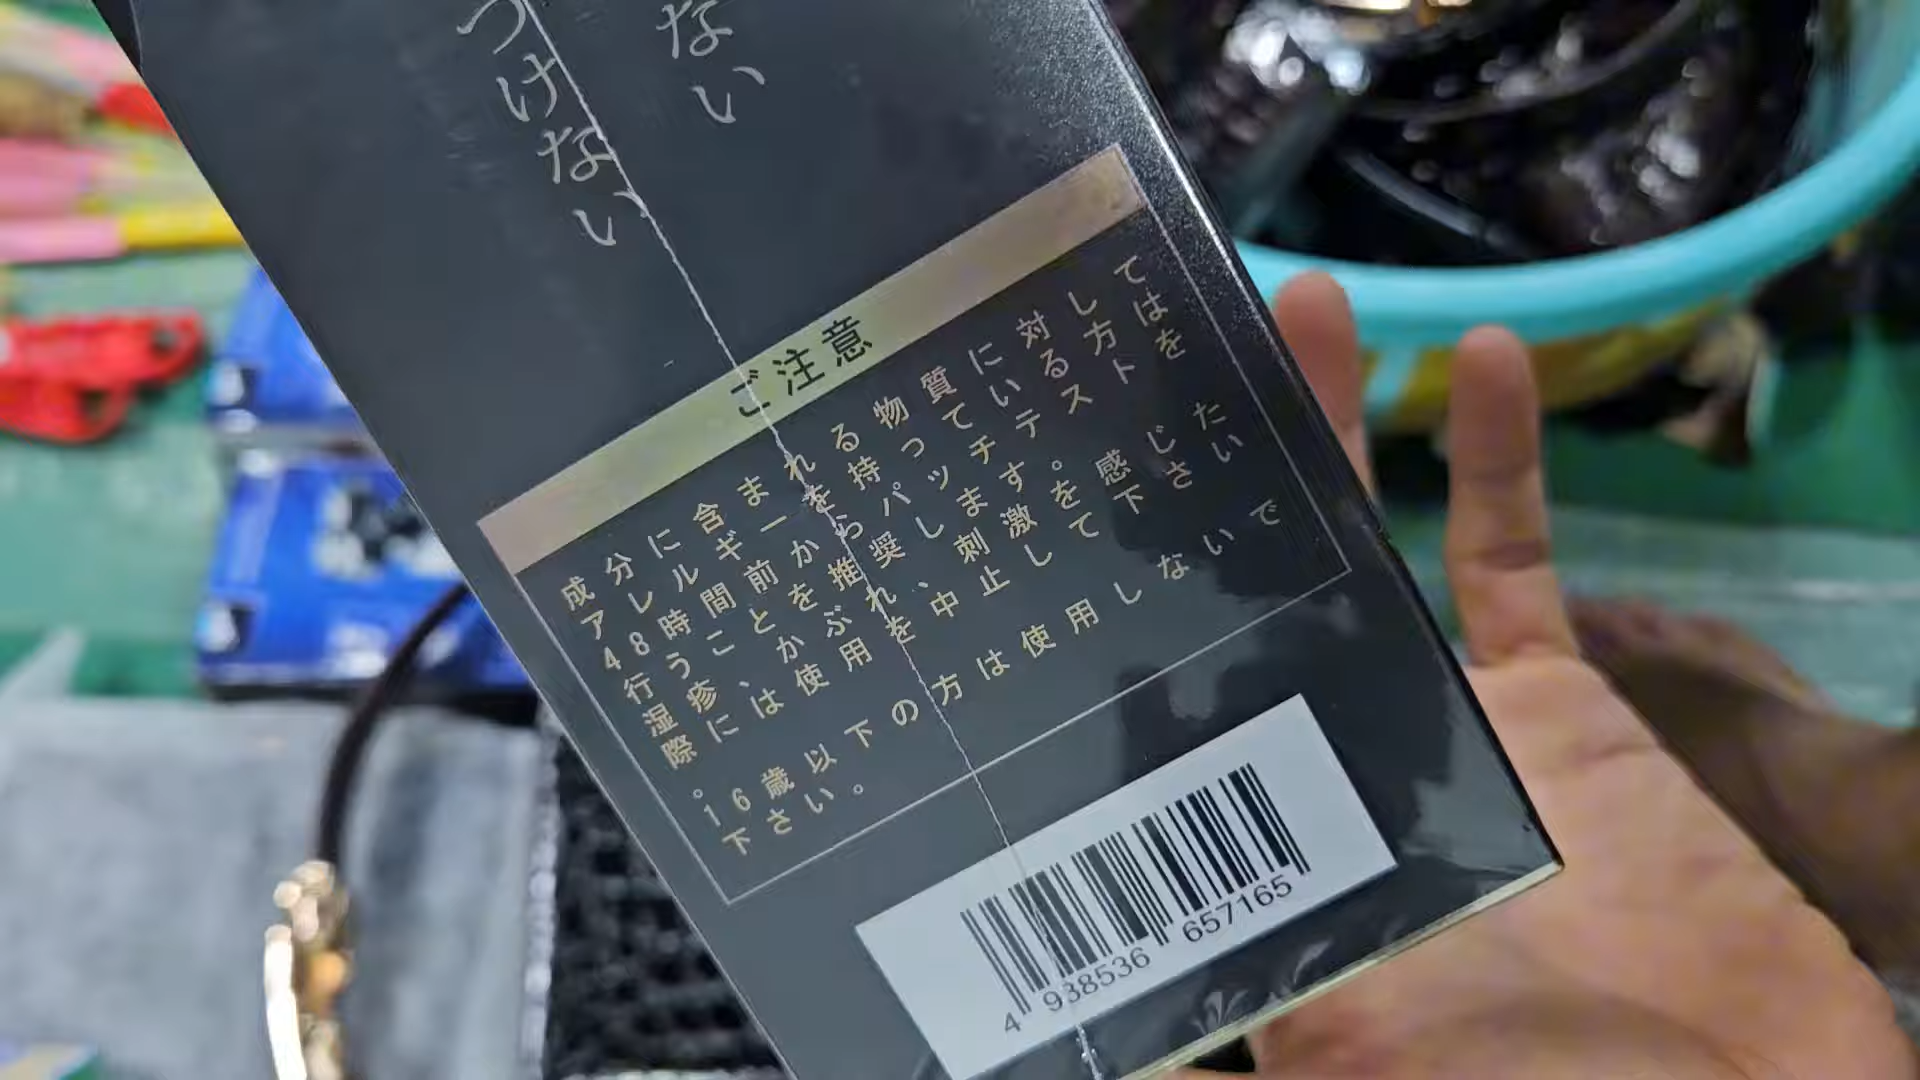 ない
つけない
ご注意
成分に含まれる物質に対して
アレルギーを持っている方は
48時間前からパッチテストを
行うことを推奨します。
湿疹、かぶれ、刺激を感じた
際には使用を中止して下さい
。
16歳以下の方は使用しないで
下さい。
4 938536 657165